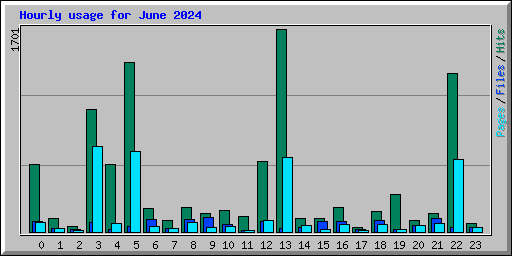 Hourly usage for June 2024
1701
Pages / Files / Hits
0 1 2 3 4 5 6 7 8 9 10 11 12 13 14 15 16 17 18 19 20 21 22 23